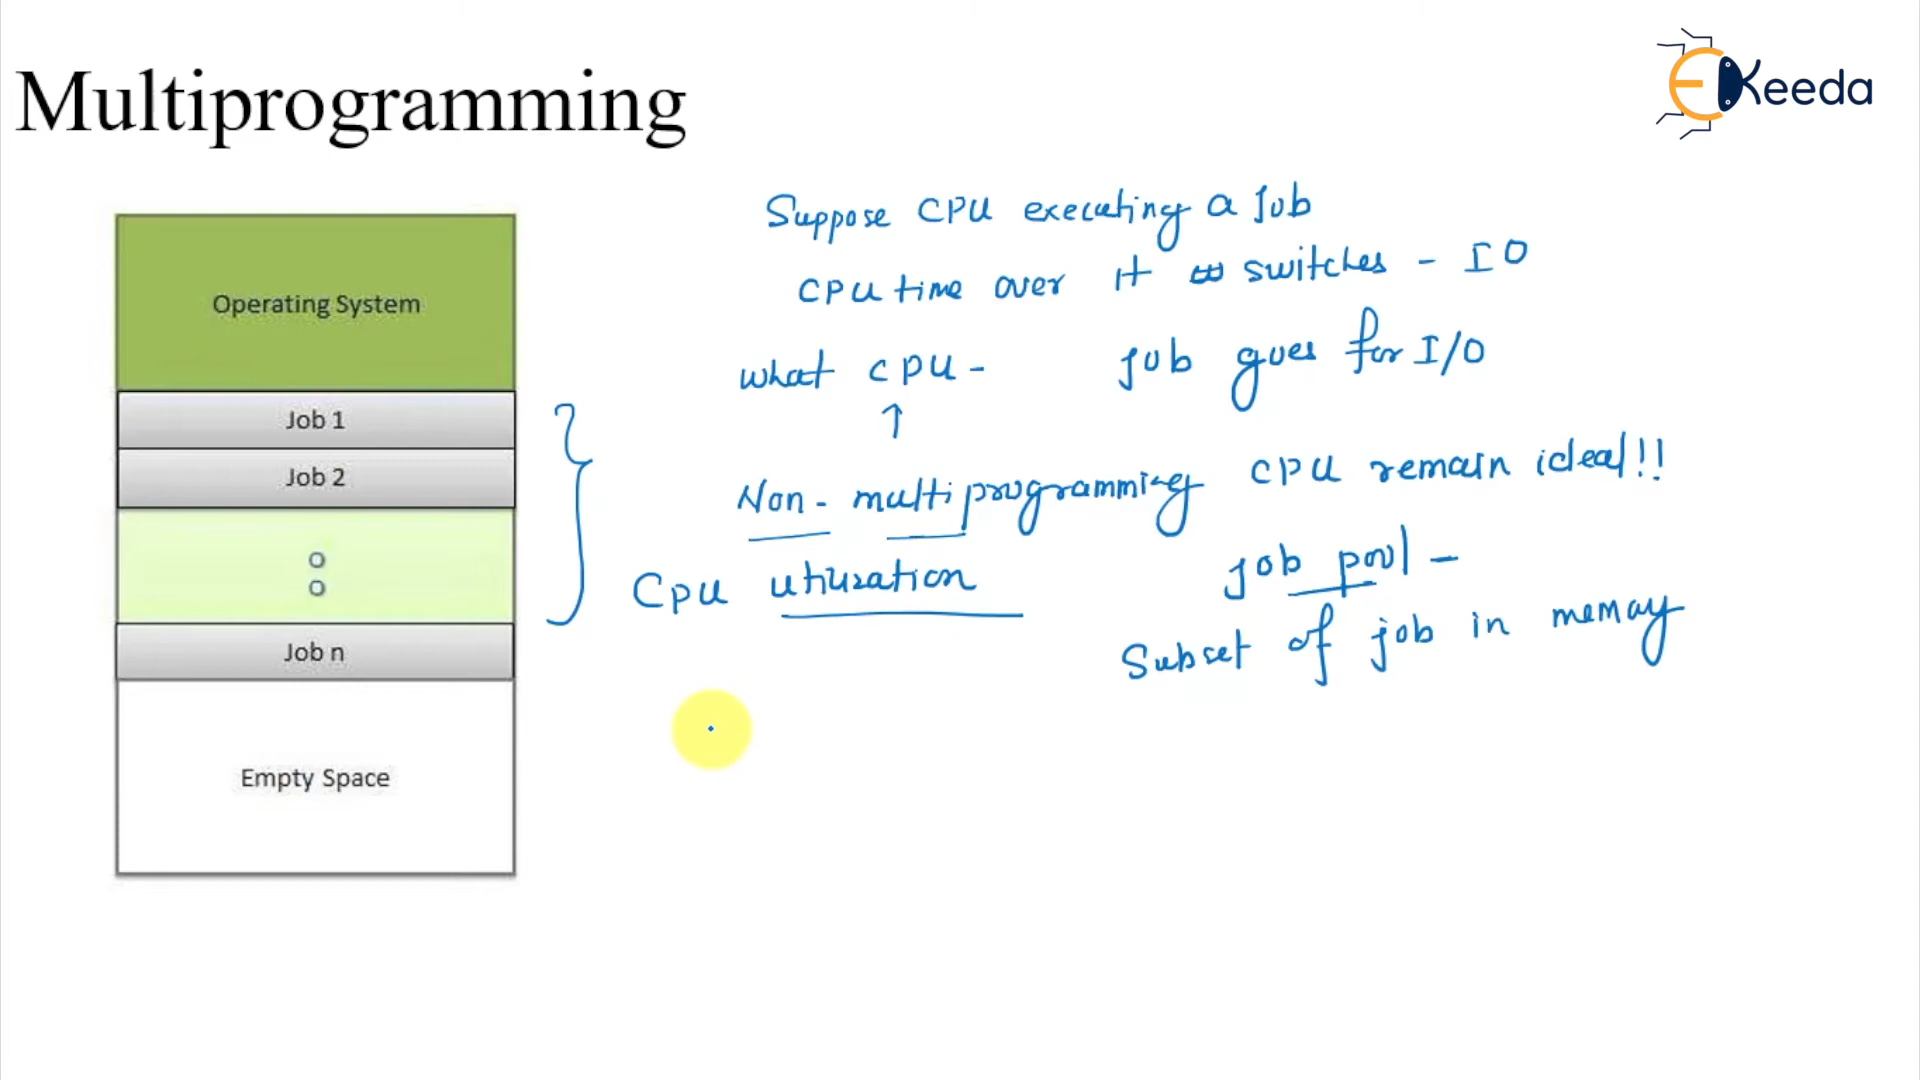 Multiprogramming
EKeeda
Operating System
Job 1
Job 2
Job n
Empty Space
Suppose CPU executing a Job
CPU time over it switches - IO
what CPU - job goes for I/O
Non-multiprogramming CPU remain ideal!!
CPU utilization
job pool -
Subset of job in memory